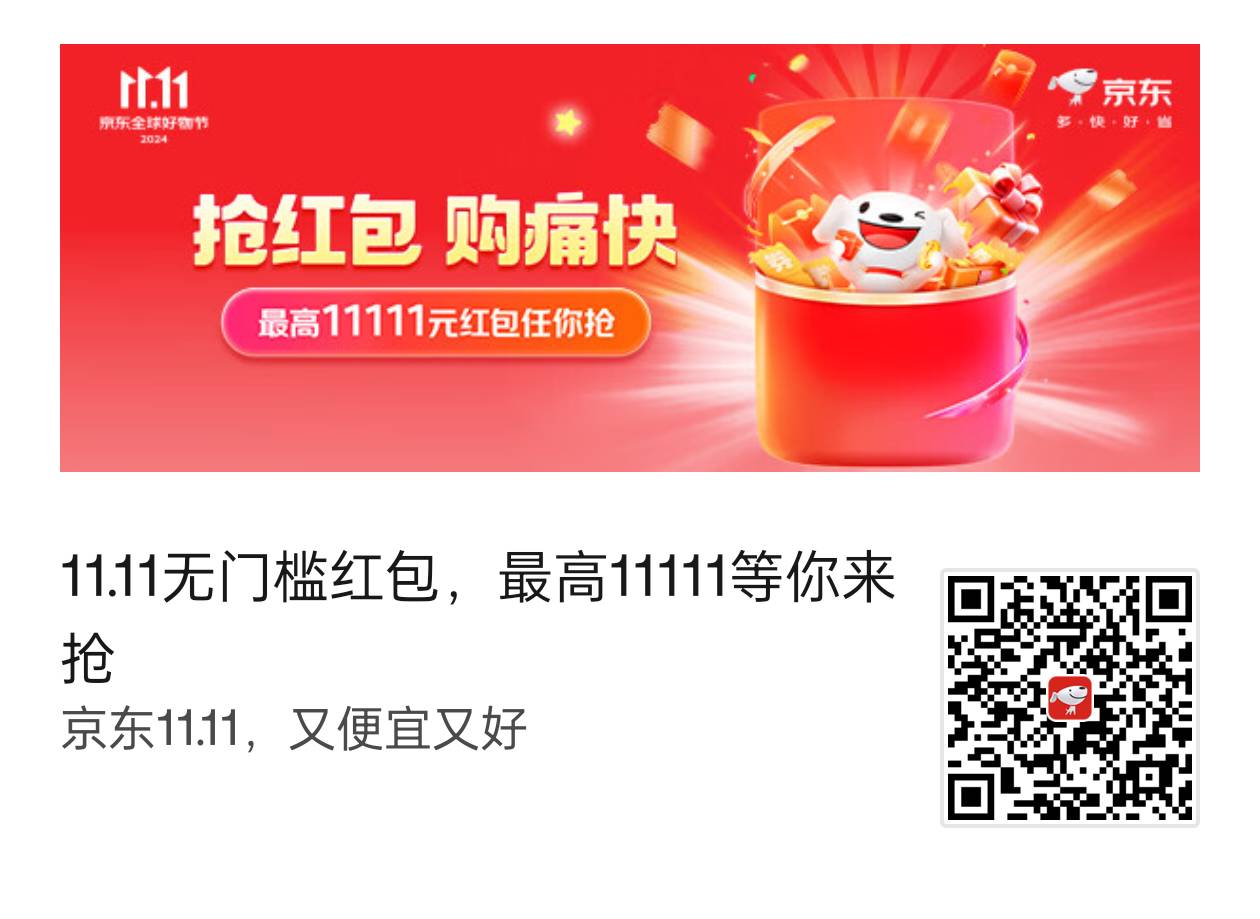 11.11
京东全球好物节
2024
京东
多·快·好·省
抢红包 购痛快
最高11111元红包任你抢
11.11无门槛红包，最高11111等你来
抢
京东11.11，又便宜又好